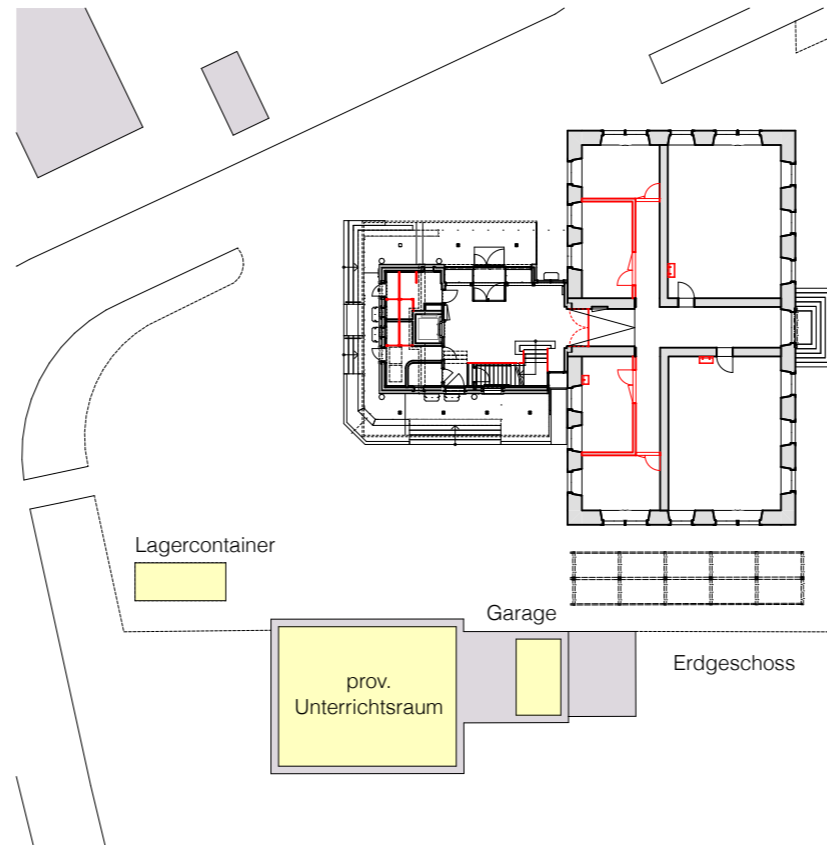 Lagercontainer
Garage
Erdgeschoss
prov.
Unterrichtsraum